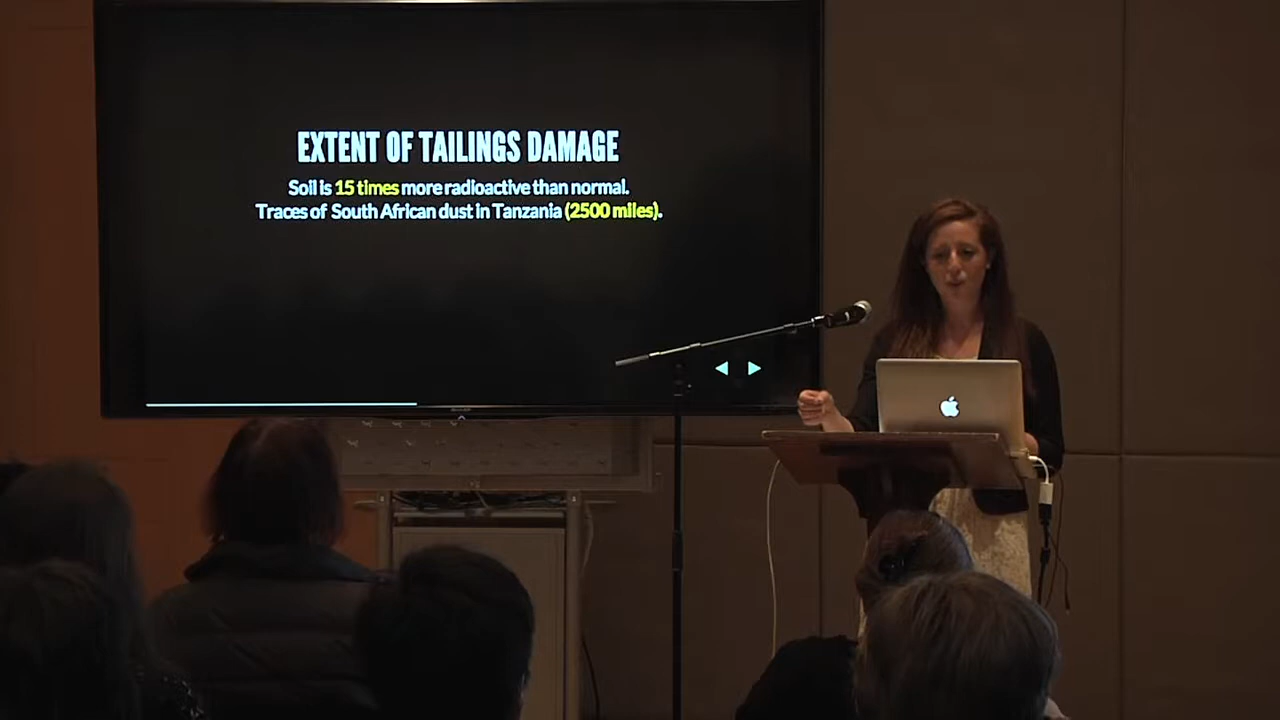 EXTENT OF TAILINGS DAMAGE
Soil is 15 times more radioactive than normal.
Traces of South African dust in Tanzania (2500 miles).